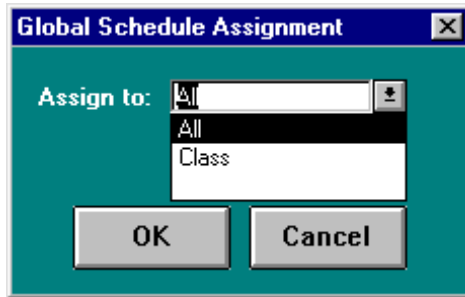 Global Schedule Assignment
Assign to: All
All
Class
OK Cancel